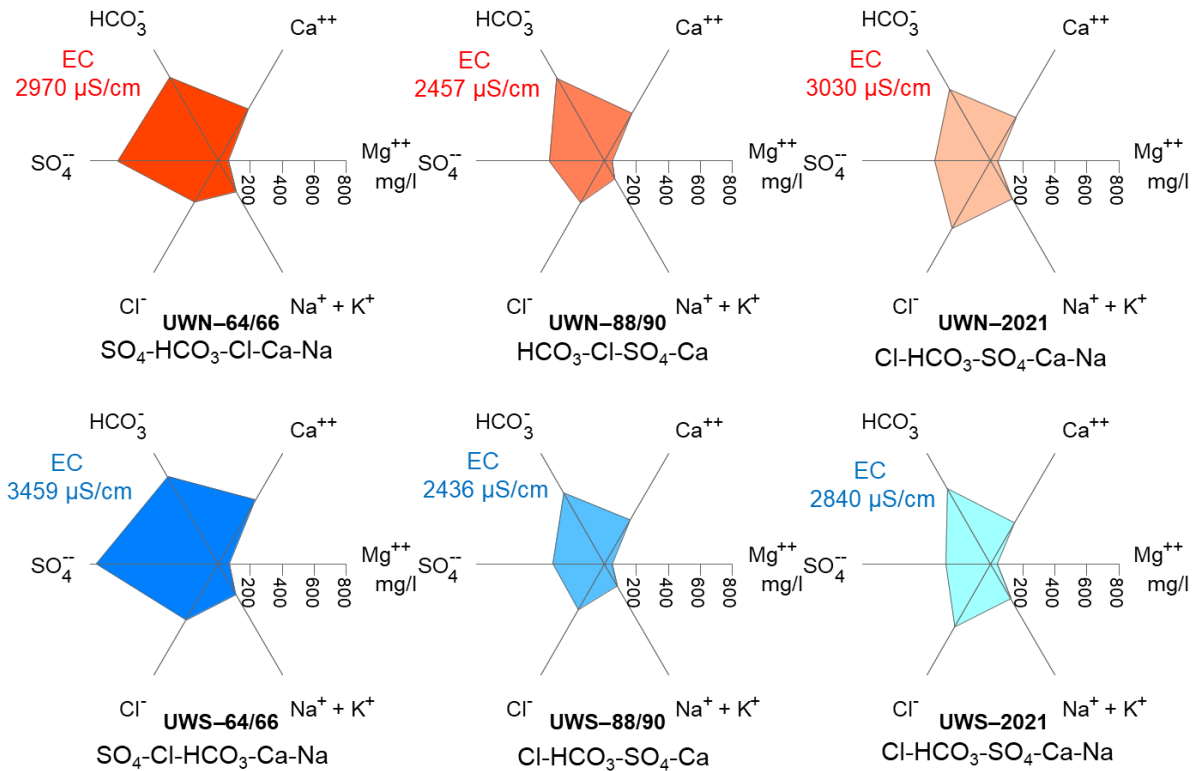 HCO₃⁻ Ca⁺⁺ HCO₃⁻ Ca⁺⁺ HCO₃⁻ Ca⁺⁺
EC EC EC
2970 µS/cm 2457 µS/cm 3030 µS/cm
SO₄⁻⁻ Mg⁺⁺ SO₄⁻⁻ Mg⁺⁺ SO₄⁻⁻ Mg⁺⁺
200 400 600 800 mg/l 200 400 600 800 mg/l 200 400 600 800 mg/l
Cl⁻ Na⁺ + K⁺ Cl⁻ Na⁺ + K⁺ Cl⁻ Na⁺ + K⁺
UWN–64/66 UWN–88/90 UWN–2021
SO₄-HCO₃-Cl-Ca-Na HCO₃-Cl-SO₄-Ca Cl-HCO₃-SO₄-Ca-Na
HCO₃⁻ Ca⁺⁺ HCO₃⁻ Ca⁺⁺ HCO₃⁻ Ca⁺⁺
EC EC EC
3459 µS/cm 2436 µS/cm 2840 µS/cm
SO₄⁻⁻ Mg⁺⁺ SO₄⁻⁻ Mg⁺⁺ SO₄⁻⁻ Mg⁺⁺
200 400 600 800 mg/l 200 400 600 800 mg/l 200 400 600 800 mg/l
Cl⁻ Na⁺ + K⁺ Cl⁻ Na⁺ + K⁺ Cl⁻ Na⁺ + K⁺
UWS–64/66 UWS–88/90 UWS–2021
SO₄-Cl-HCO₃-Ca-Na Cl-HCO₃-SO₄-Ca Cl-HCO₃-SO₄-Ca-Na